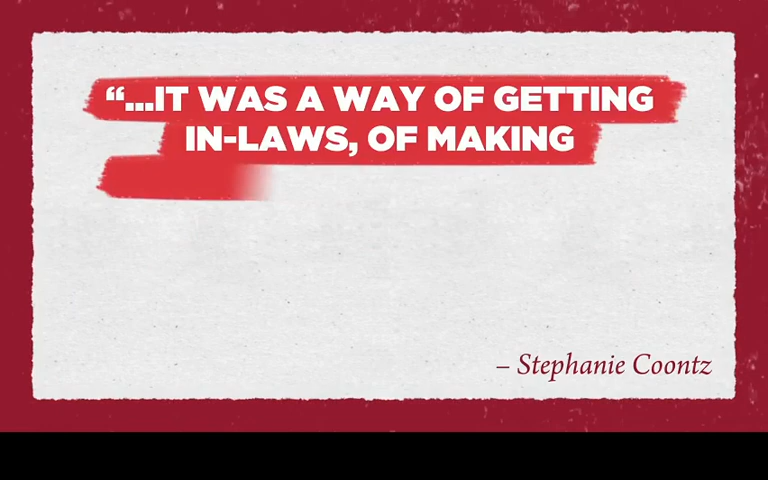 “...IT WAS A WAY OF GETTING
IN-LAWS, OF MAKING
– Stephanie Coontz